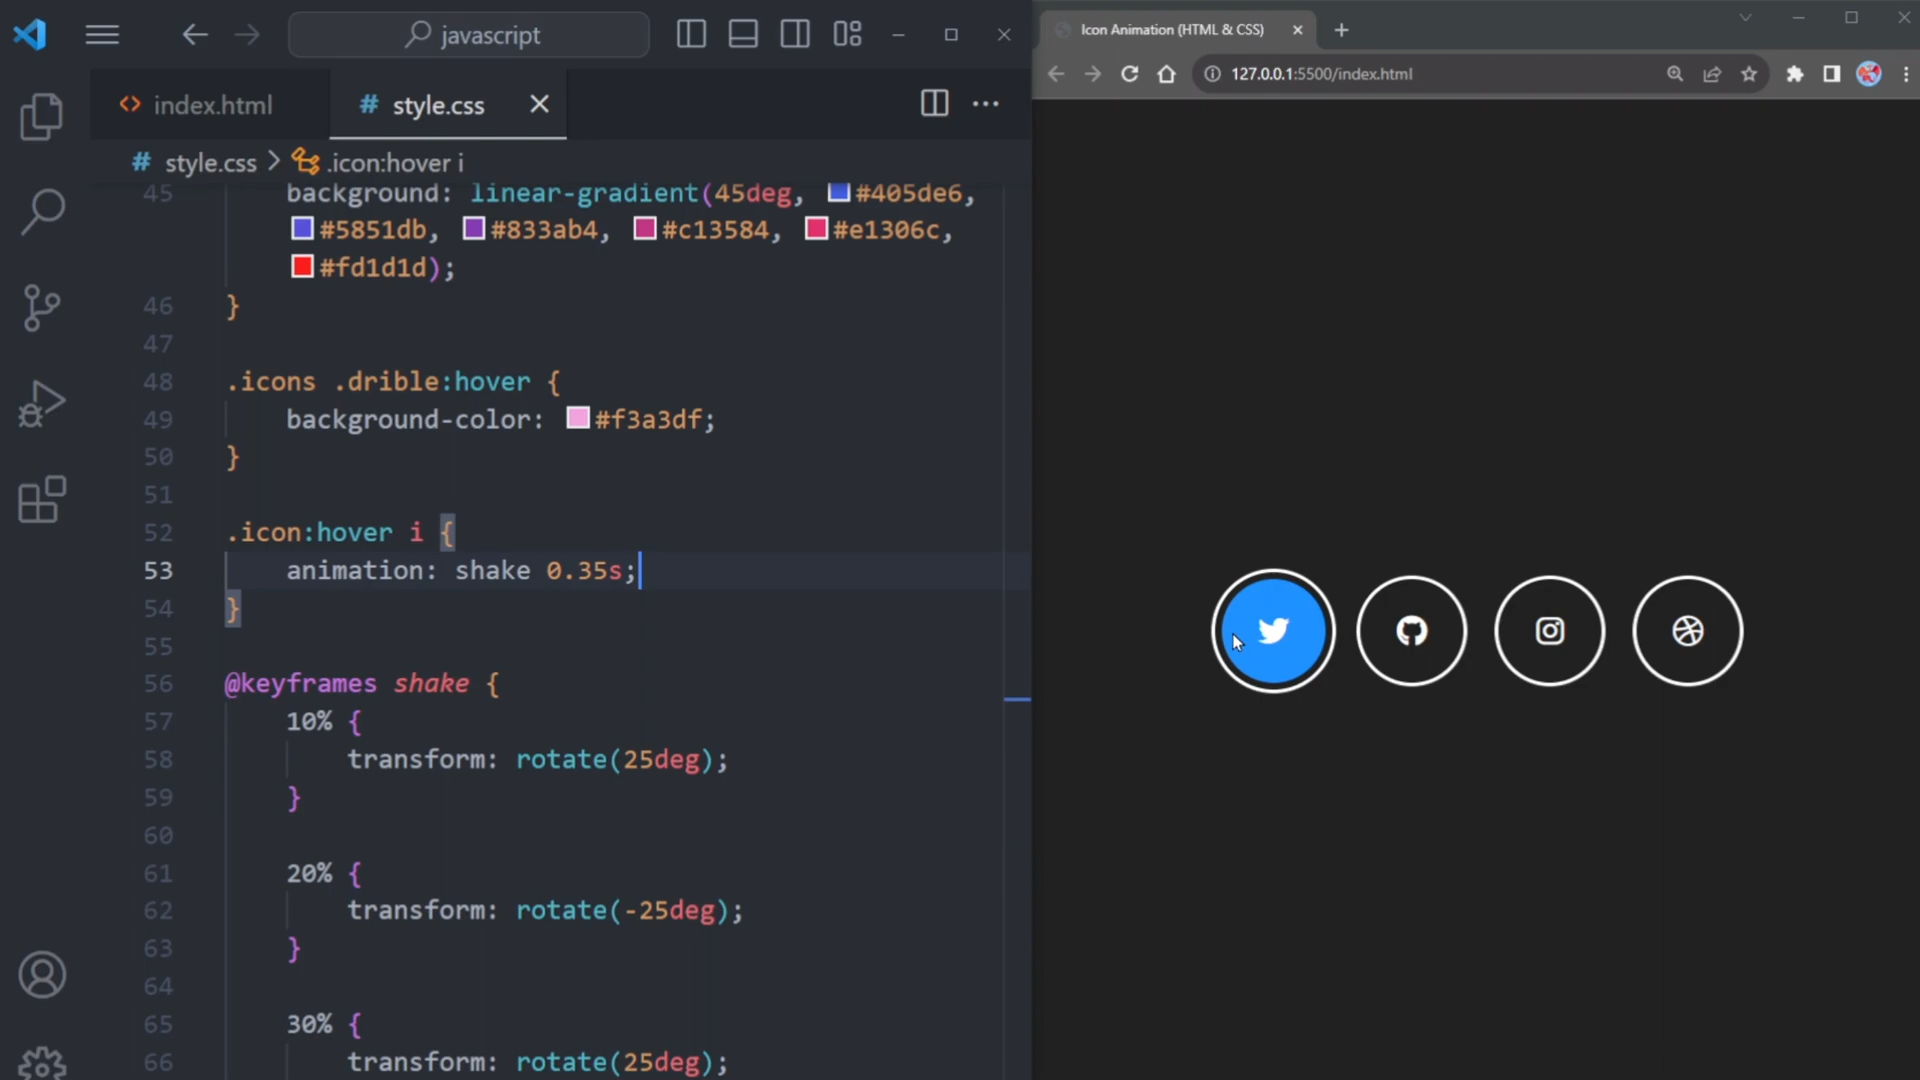 javascript
Icon Animation (HTML & CSS)
127.0.0.1:5500/index.html
index.html
# style.css
# style.css > .icon:hover i
45 background: linear-gradient(45deg, #405de6,
#5851db, #833ab4, #c13584, #e1306c,
#fd1d1d);
46 }
47
48 .icons .drible:hover {
49 background-color: #f3a3df;
50 }
51
52 .icon:hover i {
53 animation: shake 0.35s;
54 }
55
56 @keyframes shake {
57 10% {
58 transform: rotate(25deg);
59 }
60
61 20% {
62 transform: rotate(-25deg);
63 }
64
65 30% {
66 transform: rotate(25deg);